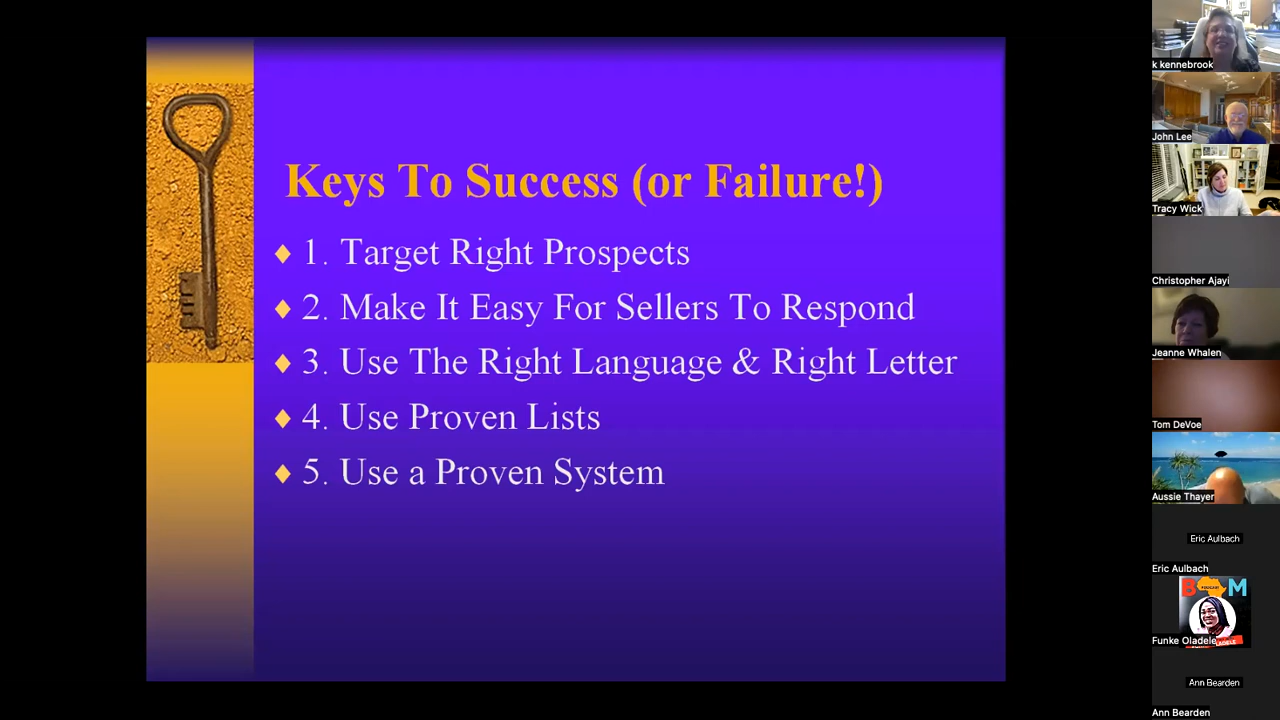 Keys To Success (or Failure!)
1. Target Right Prospects
2. Make It Easy For Sellers To Respond
3. Use The Right Language & Right Letter
4. Use Proven Lists
5. Use a Proven System
k kennebrook
John Lee
Tracy Wick
Christopher Ajayi
Jeanne Whalen
Tom DeVoe
Aussie Thayer
Eric Aulbach
Eric Aulbach
PODCAST
Funke Oladele
Ann Bearden
Ann Bearden